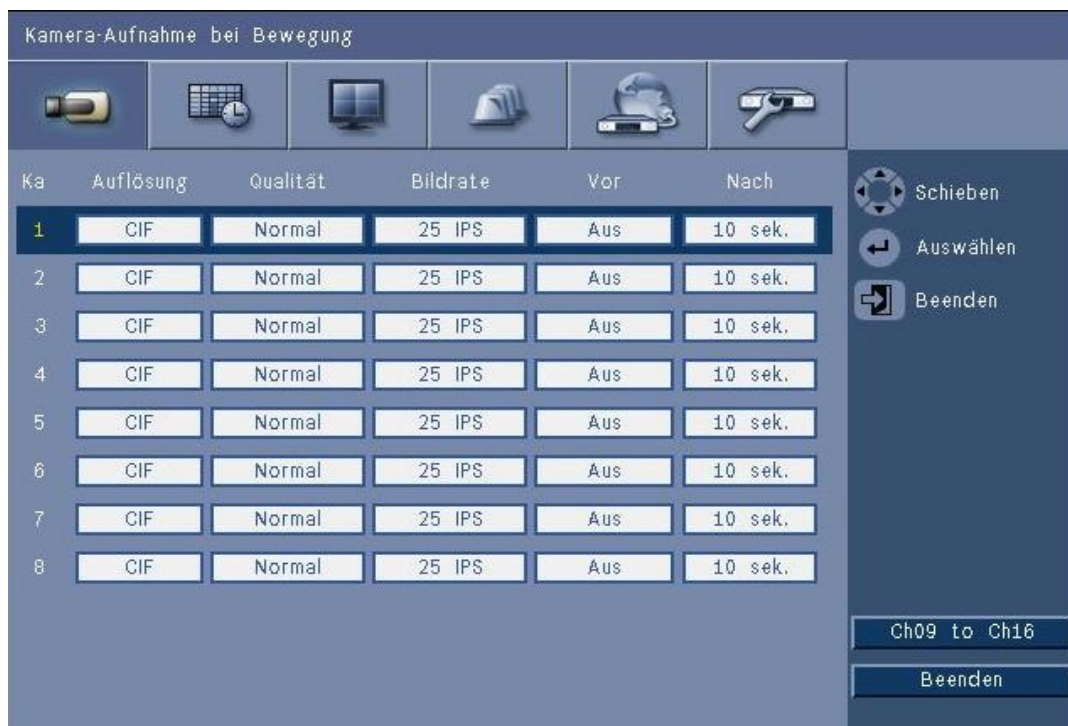 Kamera-Aufnahme bei Bewegung
Ka Auflösung Qualität Bildrate Vor Nach
1 CIF Normal 25 IPS Aus 10 sek.
2 CIF Normal 25 IPS Aus 10 sek.
3 CIF Normal 25 IPS Aus 10 sek.
4 CIF Normal 25 IPS Aus 10 sek.
5 CIF Normal 25 IPS Aus 10 sek.
6 CIF Normal 25 IPS Aus 10 sek.
7 CIF Normal 25 IPS Aus 10 sek.
8 CIF Normal 25 IPS Aus 10 sek.
Schieben
Auswählen
Beenden
Ch09 to Ch16
Beenden